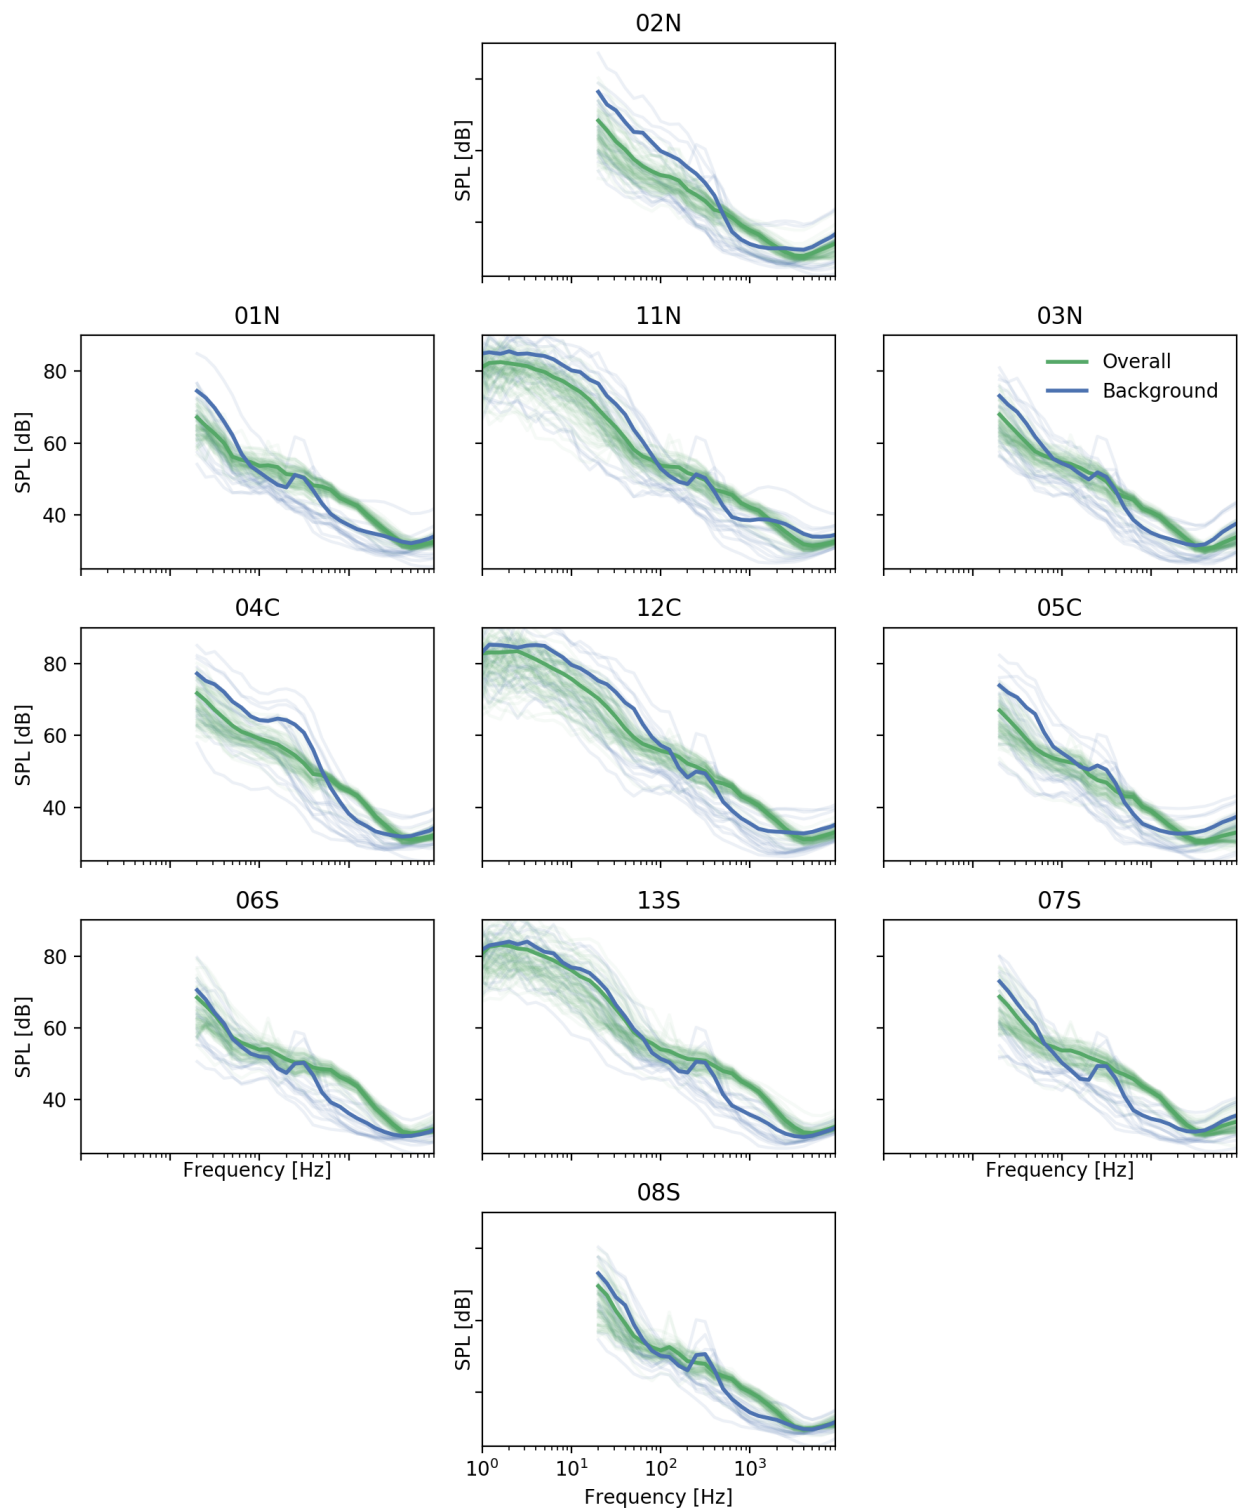 02N
SPL [dB]
01N
11N
03N
80
60
40
SPL [dB]
Overall
Background
04C
12C
05C
80
60
40
SPL [dB]
06S
13S
07S
80
60
40
SPL [dB]
Frequency [Hz]
Frequency [Hz]
08S
SPL [dB]
10⁰ 10¹ 10² 10³
Frequency [Hz]